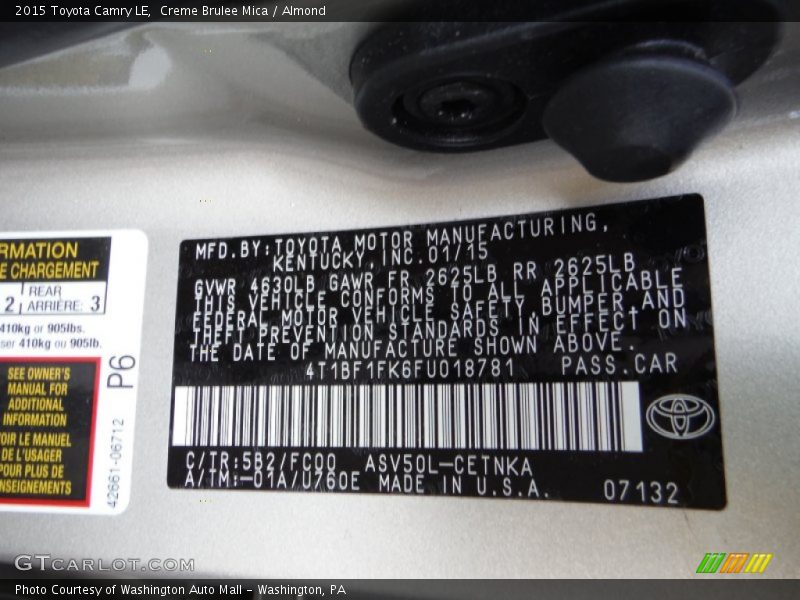 2015 Toyota Camry LE, Creme Brulee Mica / Almond
RMATION
E CHARGEMENT
2 REAR ARRIÈRE: 3
410kg or 905lbs.
ser 410kg ou 905lb.
SEE OWNER'S
MANUAL FOR
ADDITIONAL
INFORMATION
OIR LE MANUEL
DE L'USAGER
POUR PLUS DE
NSEIGNEMENTS
P6
42661-06712
MFD.BY:TOYOTA MOTOR MANUFACTURING,
KENTUCKY INC.01/15
GVWR 4630LB GAWR FR 2625LB RR 2625LB
THIS VEHICLE CONFORMS TO ALL APPLICABLE
FEDERAL MOTOR VEHICLE SAFETY,BUMPER AND
THEFT PREVENTION STANDARDS IN EFFECT ON
THE DATE OF MANUFACTURE SHOWN ABOVE.
4T1BF1FK6FU018781 PASS.CAR
C/TR:5B2/FC00 ASV50L-CETNKA
A/TM:-01A/U760E MADE IN U.S.A.
07132
GTCarLot.com
Photo Courtesy of Washington Auto Mall - Washington, PA